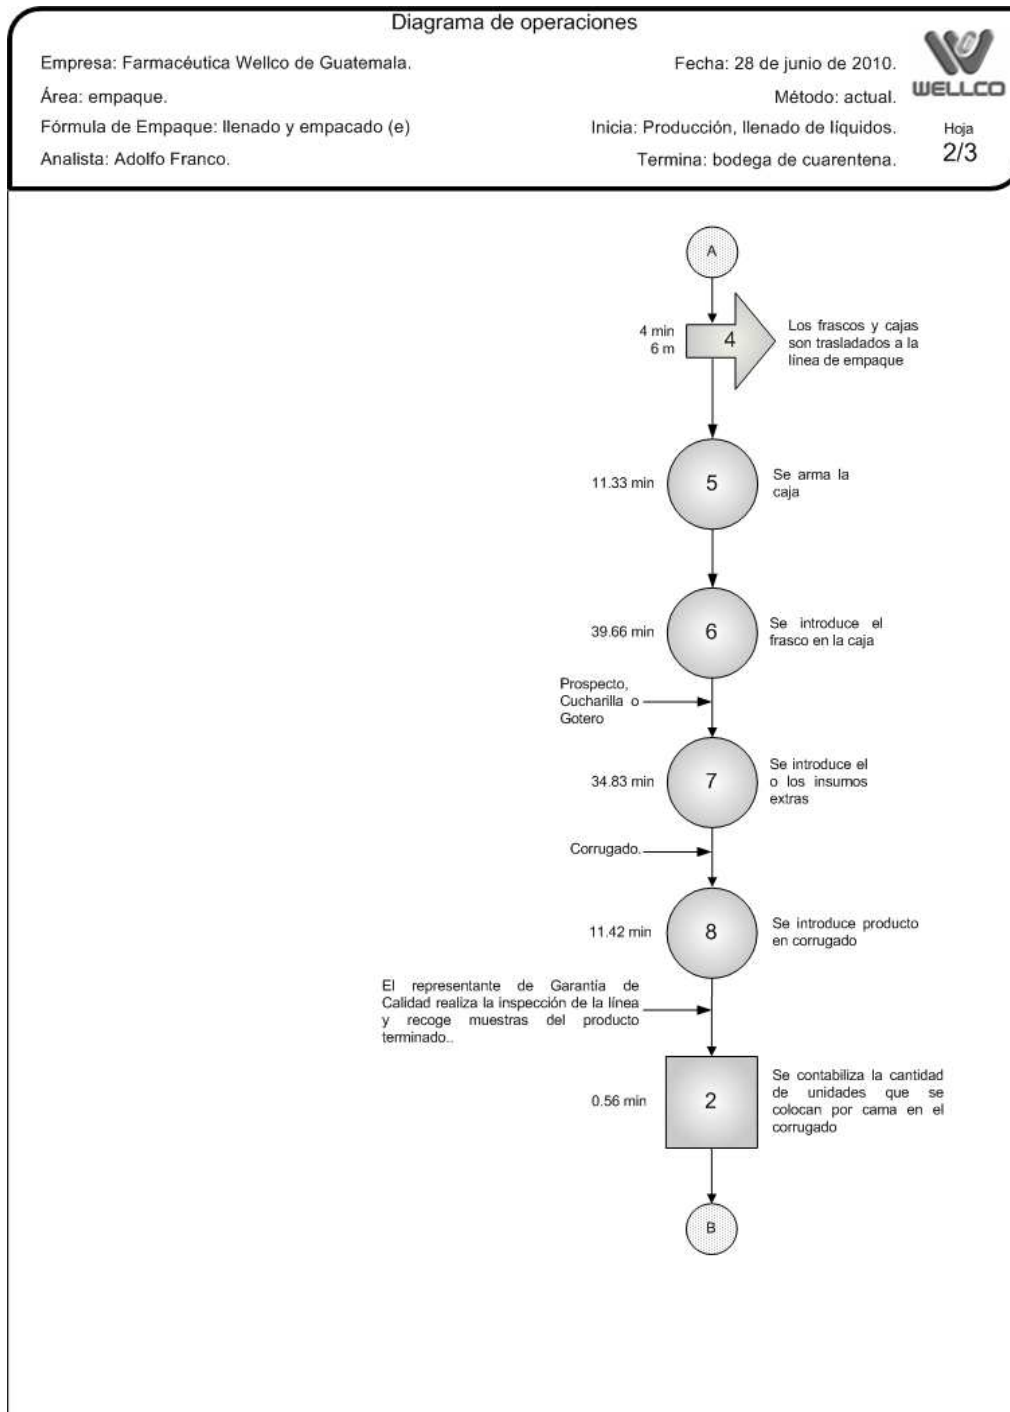 Diagrama de operaciones
Empresa: Farmacéutica Wellco de Guatemala.
Fecha: 28 de junio de 2010.
WELLCO
Área: empaque.
Método: actual.
Fórmula de Empaque: llenado y empacado (e)
Inicia: Producción, llenado de líquidos.
Hoja
2/3
Analista: Adolfo Franco.
Termina: bodega de cuarentena.
A
4 min
6 m
4
Los frascos y cajas
son trasladados a la
línea de empaque
11.33 min
5
Se arma la
caja
39.66 min
6
Se introduce el
frasco en la caja
Prospecto,
Cucharilla o
Gotero
34.83 min
7
Se introduce el
o los insumos
extras
Corrugado.
11.42 min
8
Se introduce producto
en corrugado
El representante de Garantía de
Calidad realiza la inspección de la línea
y recoge muestras del producto
terminado..
0.56 min
2
Se contabiliza la cantidad
de unidades que se
colocan por cama en el
corrugado
B